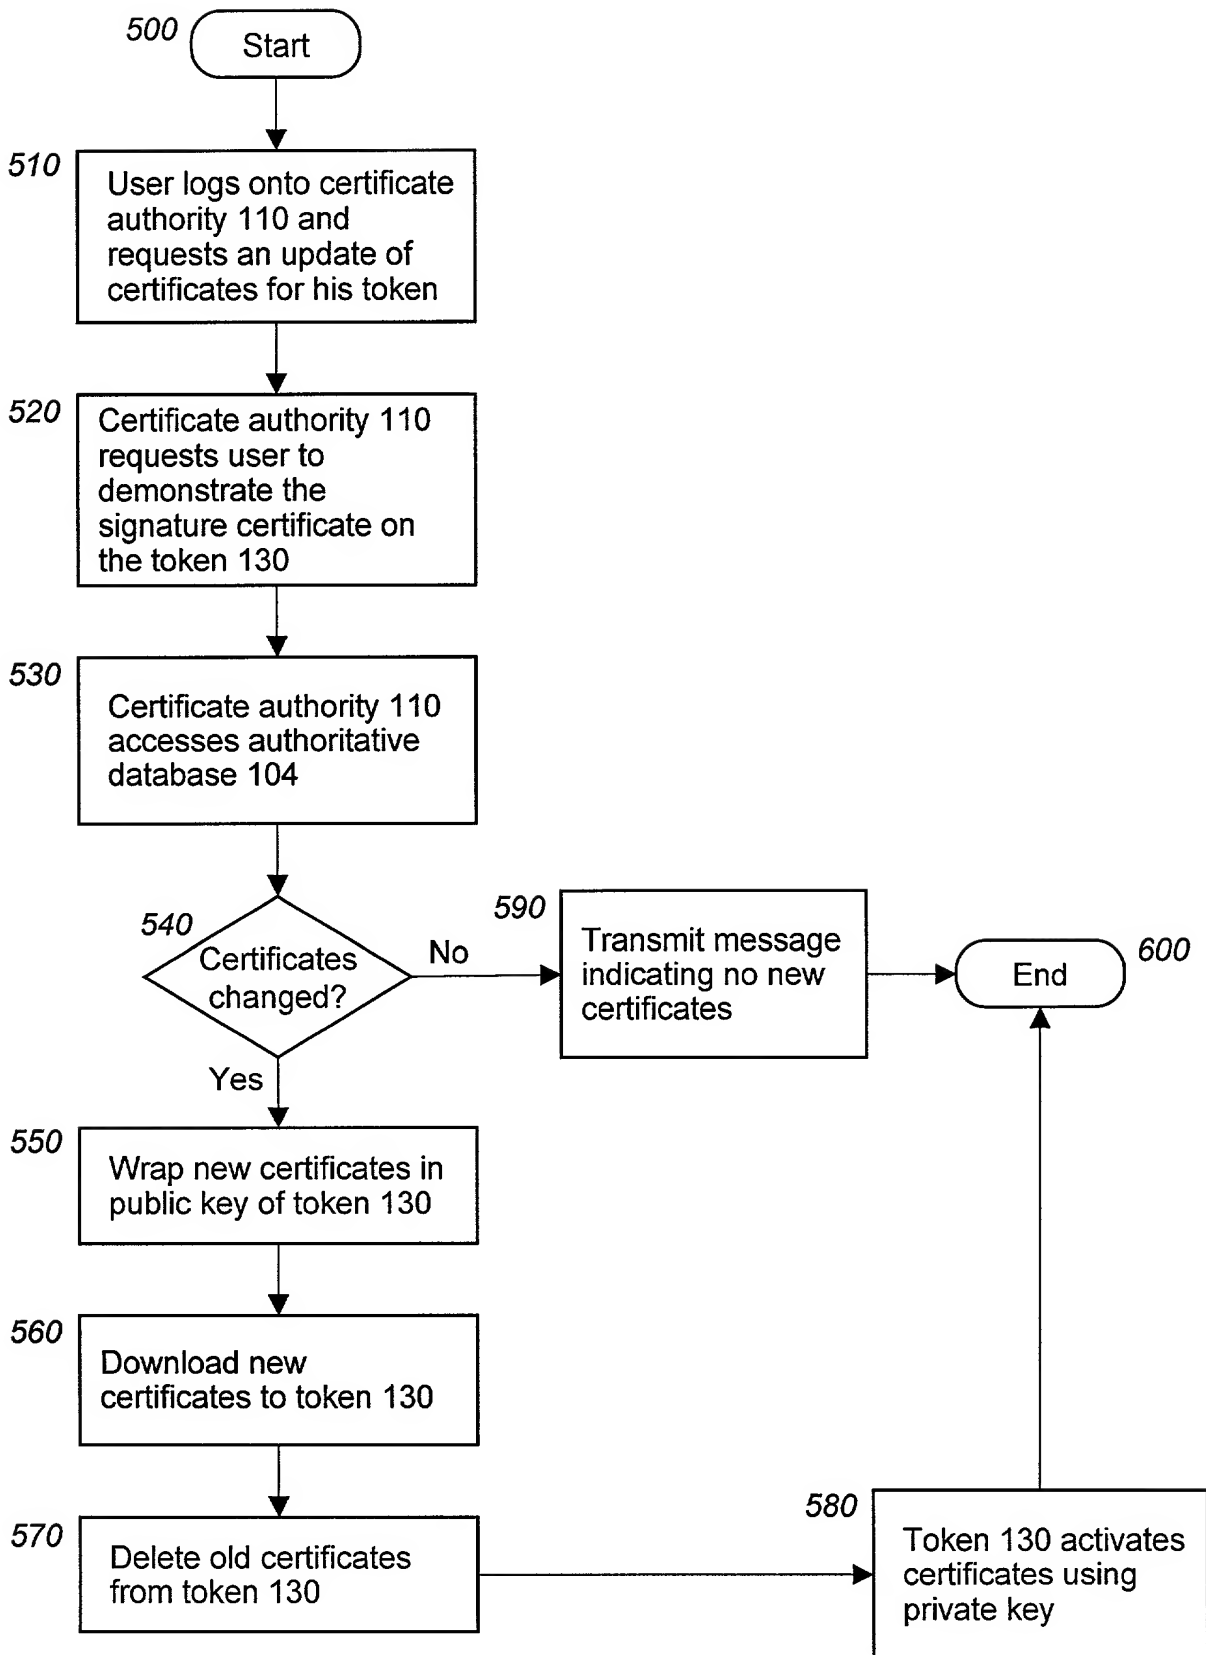 500
Start
510
User logs onto certificate
authority 110 and
requests an update of
certificates for his token
520
Certificate authority 110
requests user to
demonstrate the
signature certificate on
the token 130
530
Certificate authority 110
accesses authoritative
database 104
540
Certificates
changed?
No
590
Transmit message
indicating no new
certificates
End
600
Yes
550
Wrap new certificates in
public key of token 130
560
Download new
certificates to token 130
570
Delete old certificates
from token 130
580
Token 130 activates
certificates using
private key